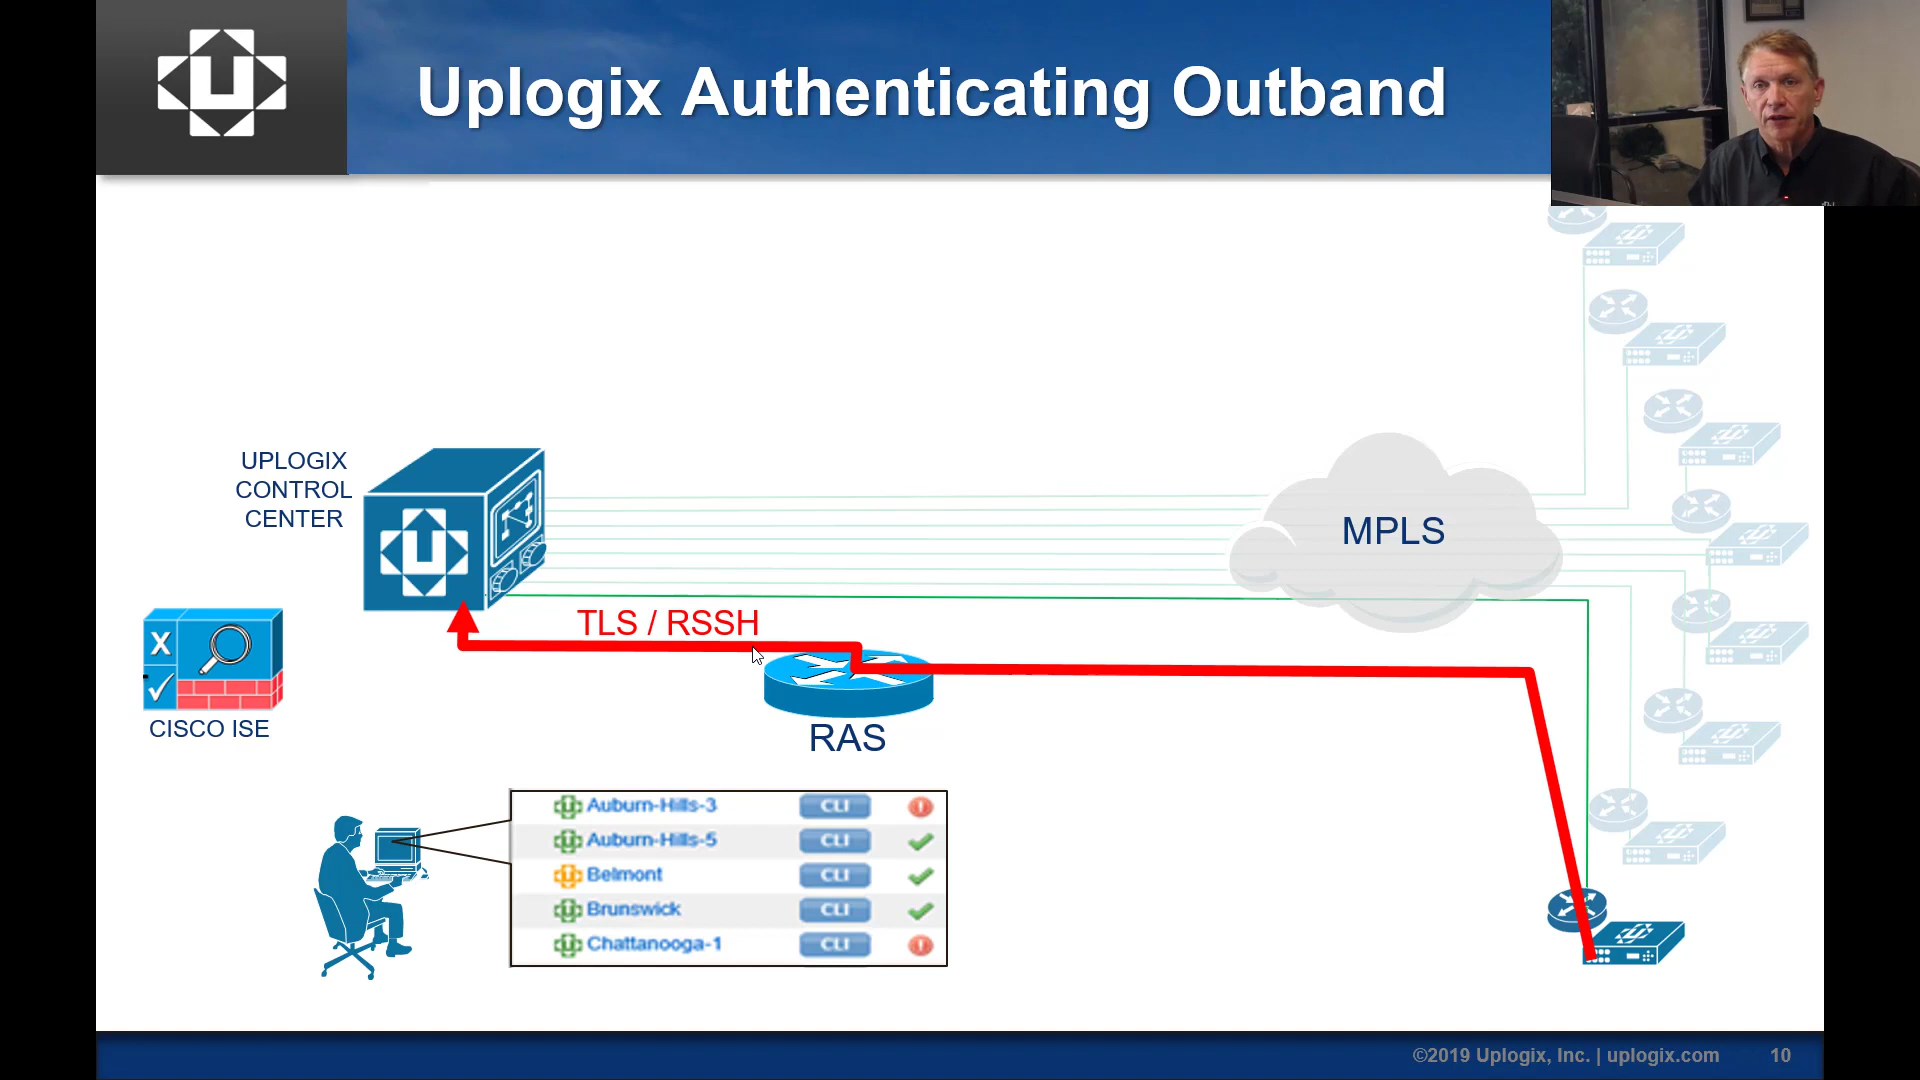 Uplogix Authenticating Outband
UPLOGIX
CONTROL
CENTER
MPLS
TLS / RSSH
X
CISCO ISE
RAS
Auburn-Hills-3 CLI
Auburn-Hills-5 CLI
Belmont CLI
Brunswick CLI
Chattanooga-1 CLI
©2019 Uplogix, Inc. | uplogix.com 10